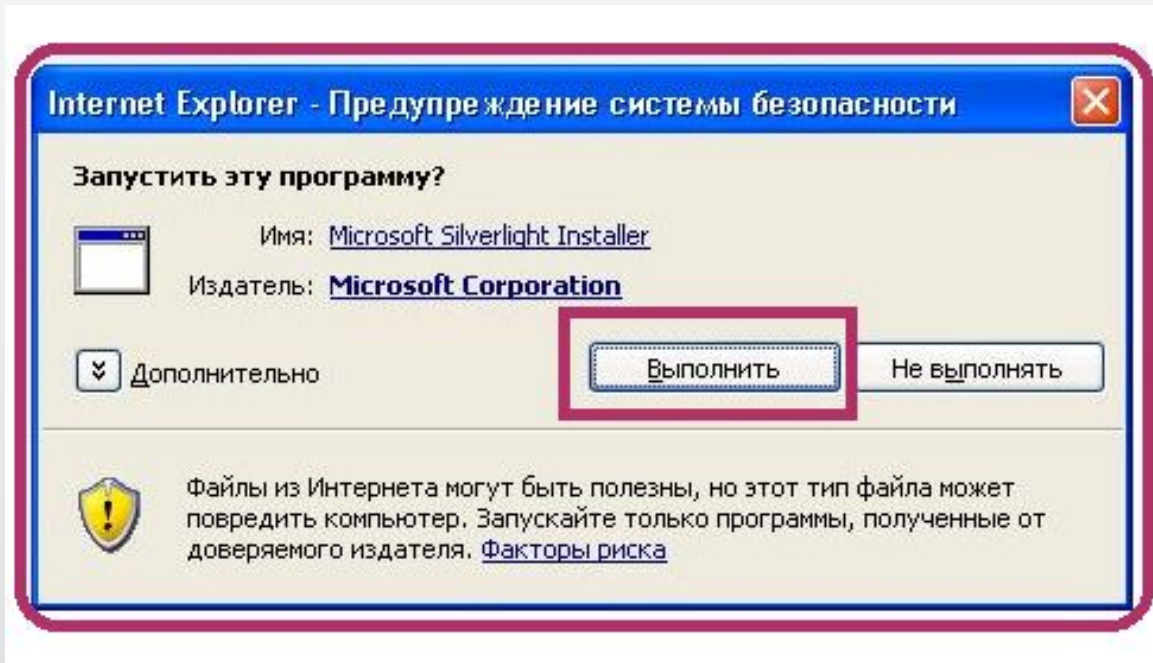 Internet Explorer - Предупреждение системы безопасности
Запустить эту программу?
Имя: Microsoft Silverlight Installer
Издатель: Microsoft Corporation
Дополнительно
Выполнить
Не выполнять
Файлы из Интернета могут быть полезны, но этот тип файла может
повредить компьютер. Запускайте только программы, полученные от
доверяемого издателя. Факторы риска